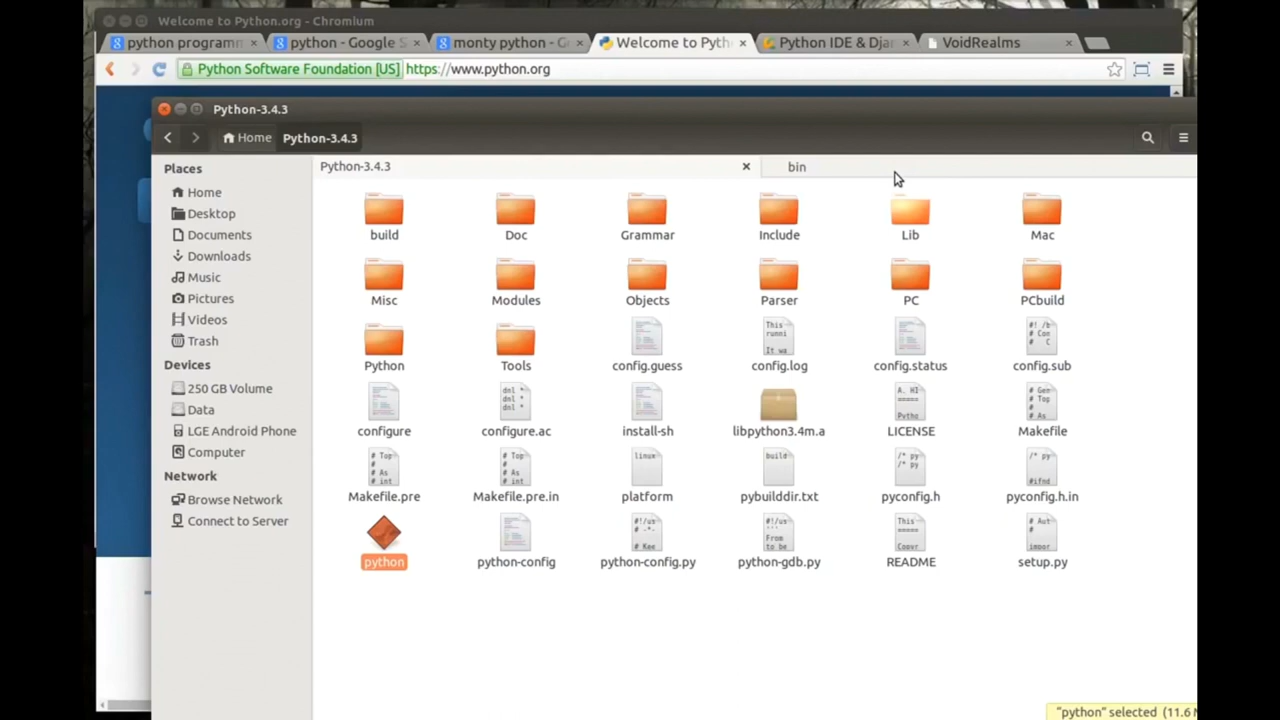 Welcome to Python.org - Chromium
python programm
python - Google S
monty python - G
Welcome to Pyth
Python IDE & Djan
VoidRealms
Python Software Foundation [US] https://www.python.org
Python-3.4.3
Home Python-3.4.3
Python-3.4.3
bin
Places
Home
Desktop
Documents
Downloads
Music
Pictures
Videos
Trash
Devices
250 GB Volume
Data
LGE Android Phone
Computer
Network
Browse Network
Connect to Server
build Doc Grammar Include Lib Mac
Misc Modules Objects Parser PC PCbuild
Python Tools config.guess config.log config.status config.sub
configure configure.ac install-sh libpython3.4m.a LICENSE Makefile
Makefile.pre Makefile.pre.in platform pybuilddir.txt pyconfig.h pyconfig.h.in
python python-config python-config.py python-gdb.py README setup.py
"python" selected (11.6